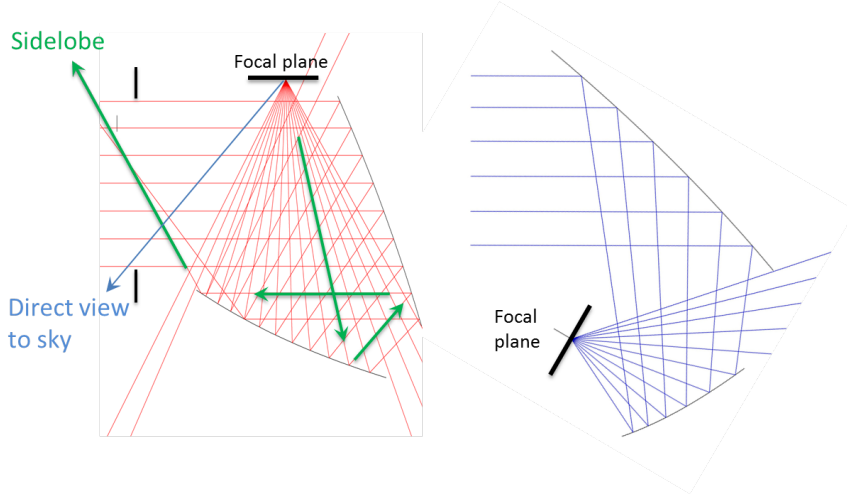 Sidelobe
Focal plane
Direct view
to sky
Focal
plane